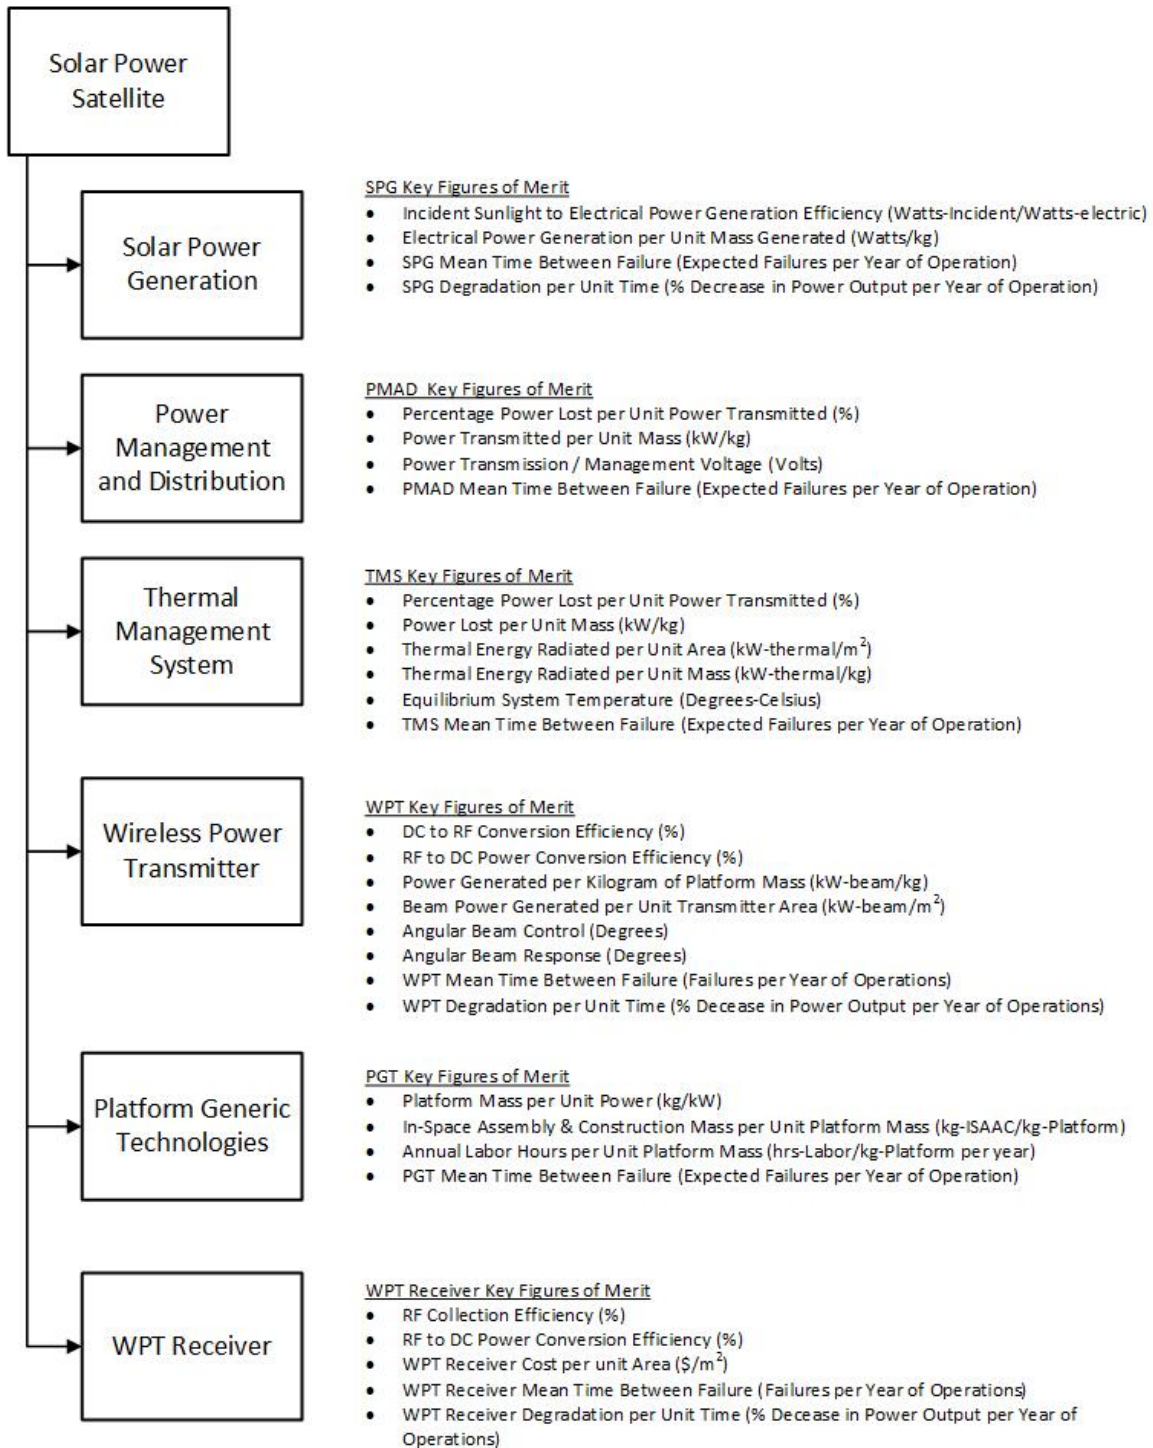 Solar Power
Satellite
Solar Power
Generation
SPG Key Figures of Merit
• Incident Sunlight to Electrical Power Generation Efficiency (Watts-Incident/Watts-electric)
• Electrical Power Generation per Unit Mass Generated (Watts/kg)
• SPG Mean Time Between Failure (Expected Failures per Year of Operation)
• SPG Degradation per Unit Time (% Decrease in Power Output per Year of Operation)
Power
Management
and Distribution
PMAD Key Figures of Merit
• Percentage Power Lost per Unit Power Transmitted (%)
• Power Transmitted per Unit Mass (kW/kg)
• Power Transmission / Management Voltage (Volts)
• PMAD Mean Time Between Failure (Expected Failures per Year of Operation)
Thermal
Management
System
TMS Key Figures of Merit
• Percentage Power Lost per Unit Power Transmitted (%)
• Power Lost per Unit Mass (kW/kg)
• Thermal Energy Radiated per Unit Area (kW-thermal/m²)
• Thermal Energy Radiated per Unit Mass (kW-thermal/kg)
• Equilibrium System Temperature (Degrees-Celsius)
• TMS Mean Time Between Failure (Expected Failures per Year of Operation)
Wireless Power
Transmitter
WPT Key Figures of Merit
• DC to RF Conversion Efficiency (%)
• RF to DC Power Conversion Efficiency (%)
• Power Generated per Kilogram of Platform Mass (kW-beam/kg)
• Beam Power Generated per Unit Transmitter Area (kW-beam/m²)
• Angular Beam Control (Degrees)
• Angular Beam Response (Degrees)
• WPT Mean Time Between Failure (Failures per Year of Operations)
• WPT Degradation per Unit Time (% Decease in Power Output per Year of Operations)
Platform Generic
Technologies
PGT Key Figures of Merit
• Platform Mass per Unit Power (kg/kW)
• In-Space Assembly & Construction Mass per Unit Platform Mass (kg-ISAAC/kg-Platform)
• Annual Labor Hours per Unit Platform Mass (hrs-Labor/kg-Platform per year)
• PGT Mean Time Between Failure (Expected Failures per Year of Operation)
WPT Receiver
WPT Receiver Key Figures of Merit
• RF Collection Efficiency (%)
• RF to DC Power Conversion Efficiency (%)
• WPT Receiver Cost per unit Area ($/m²)
• WPT Receiver Mean Time Between Failure (Failures per Year of Operations)
• WPT Receiver Degradation per Unit Time (% Decease in Power Output per Year of
Operations)